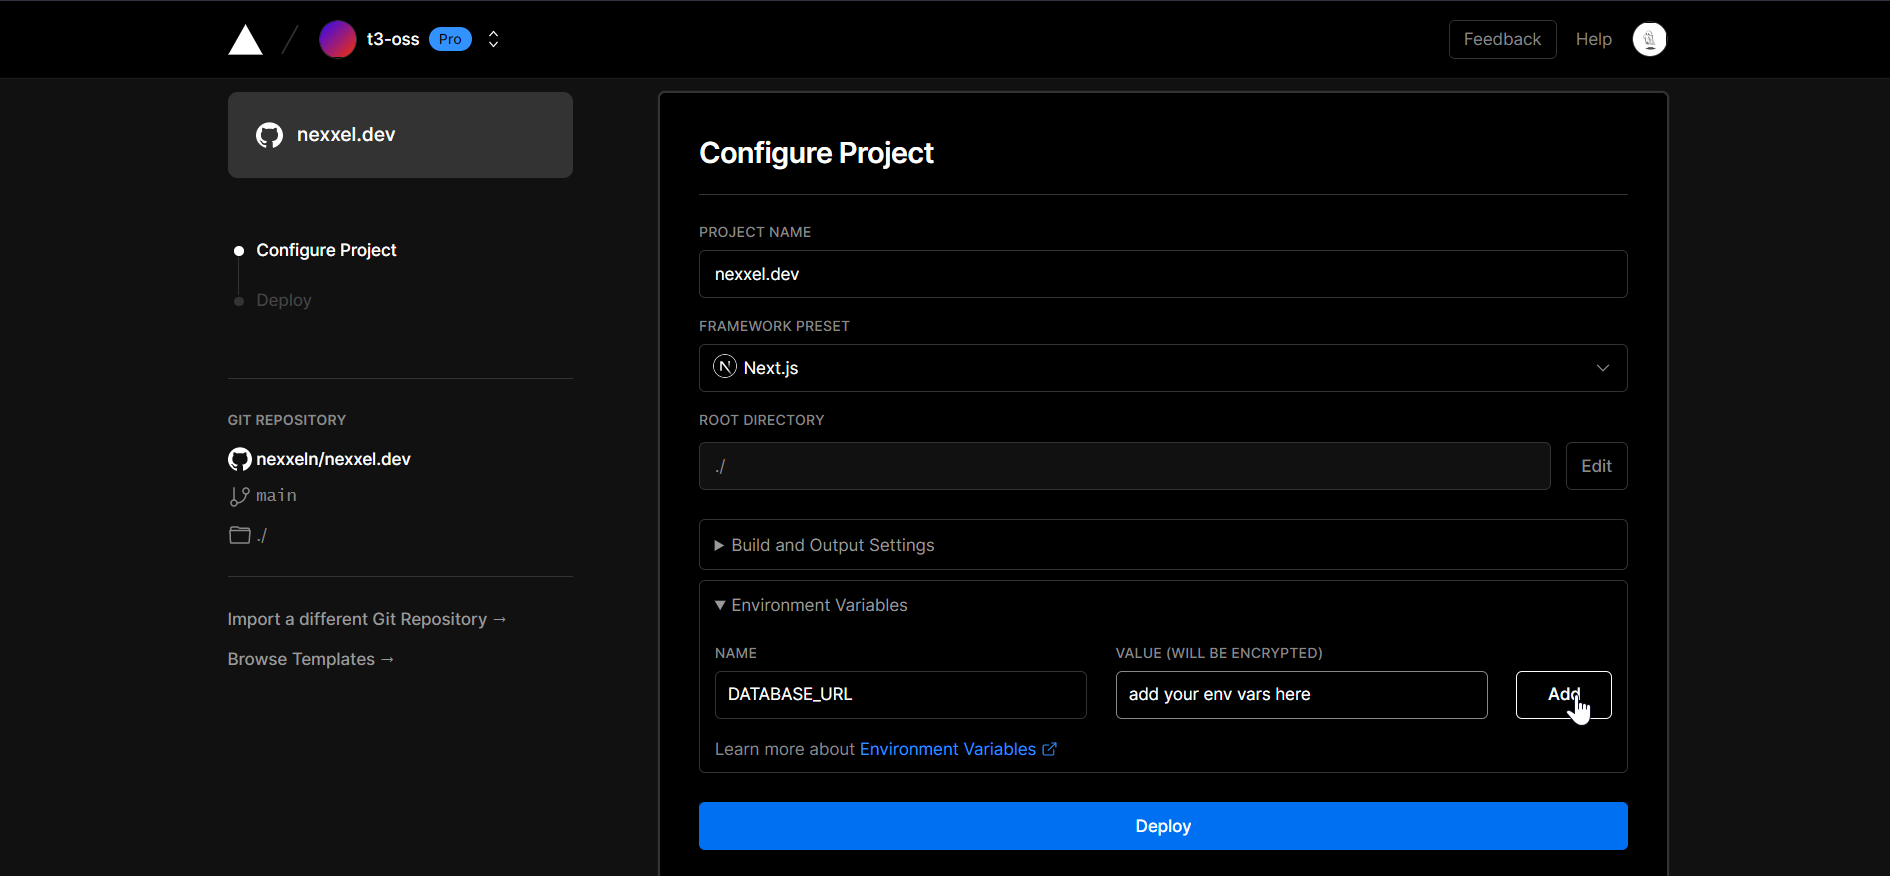 t3-oss Pro
Feedback Help
nexxel.dev
Configure Project
Deploy
GIT REPOSITORY
nexxeln/nexxel.dev
main
./
Import a different Git Repository →
Browse Templates →
Configure Project
PROJECT NAME
nexxel.dev
FRAMEWORK PRESET
N Next.js
ROOT DIRECTORY
./ Edit
Build and Output Settings
Environment Variables
NAME VALUE (WILL BE ENCRYPTED)
DATABASE_URL add your env vars here Add
Learn more about Environment Variables
Deploy